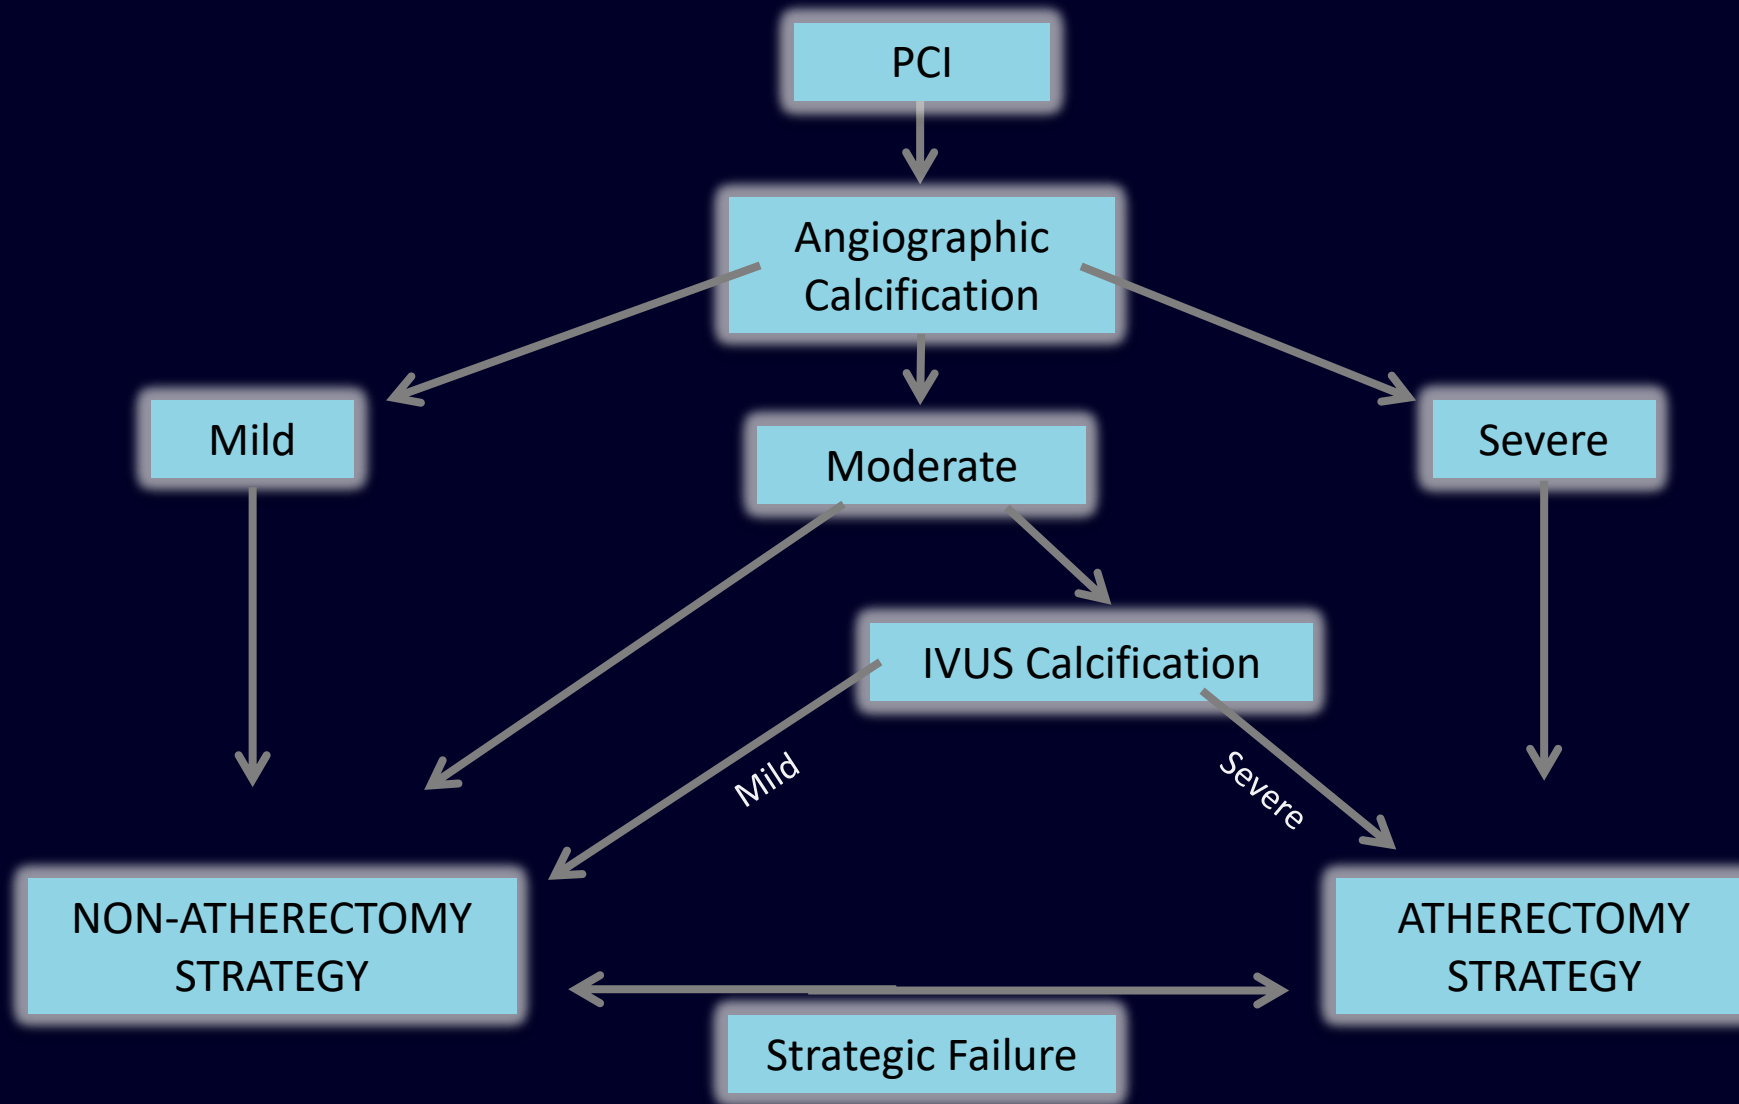 PCI
Angiographic
Calcification
Mild
Moderate
Severe
IVUS Calcification
Mild
Severe
NON-ATHERECTOMY
STRATEGY
ATHERECTOMY
STRATEGY
Strategic Failure